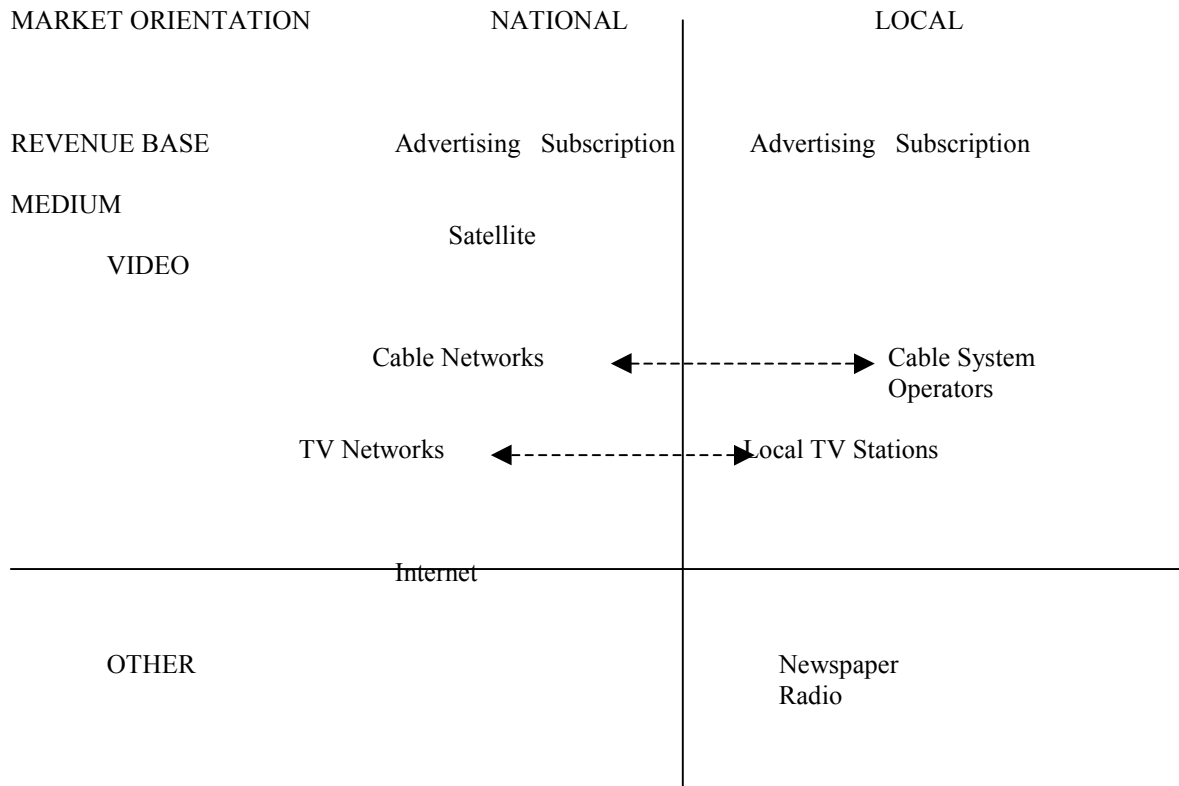 MARKET ORIENTATION NATIONAL LOCAL
REVENUE BASE Advertising Subscription Advertising Subscription
MEDIUM
Satellite
VIDEO
Cable Networks Cable System
Operators
TV Networks Local TV Stations
Internet
OTHER Newspaper
Radio